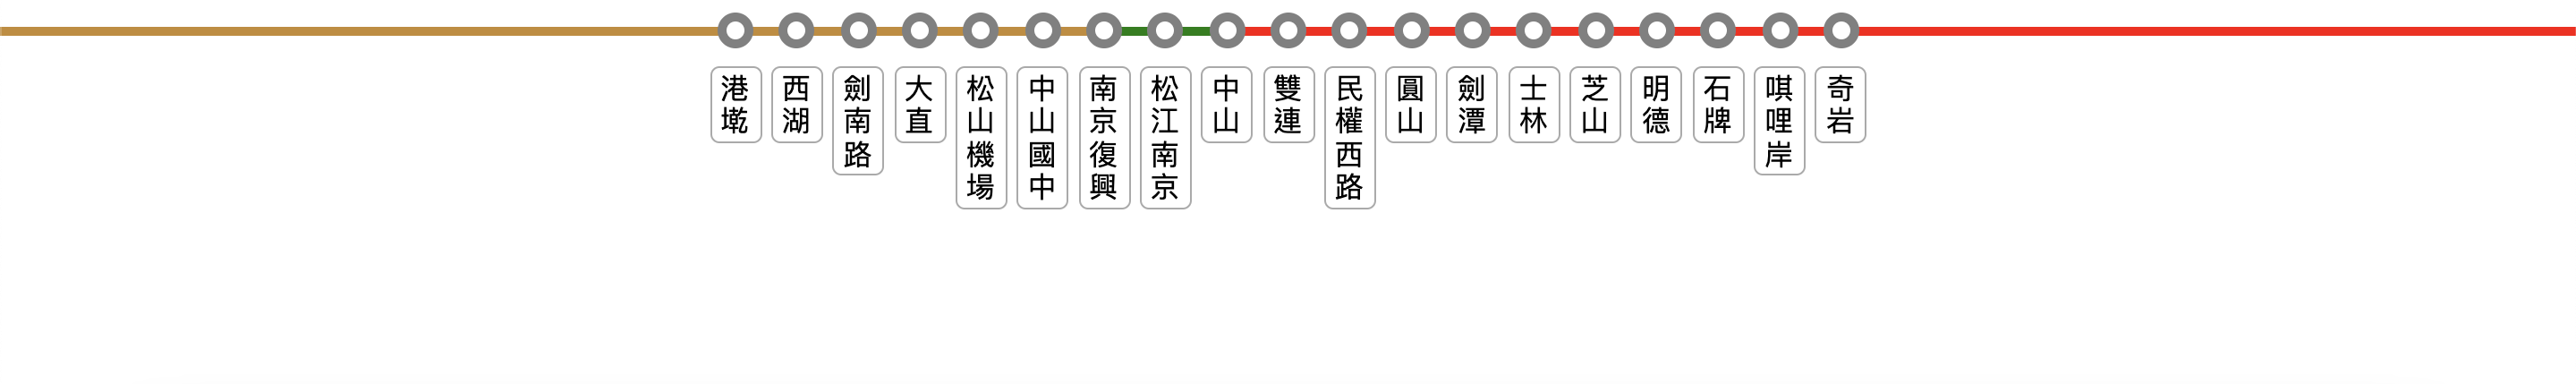 港墘
西湖
劍南路
大直
松山機場
中山國中
南京復興
松江南京
中山
雙連
民權西路
圓山
劍潭
士林
芝山
明德
石牌
唭哩岸
奇岩